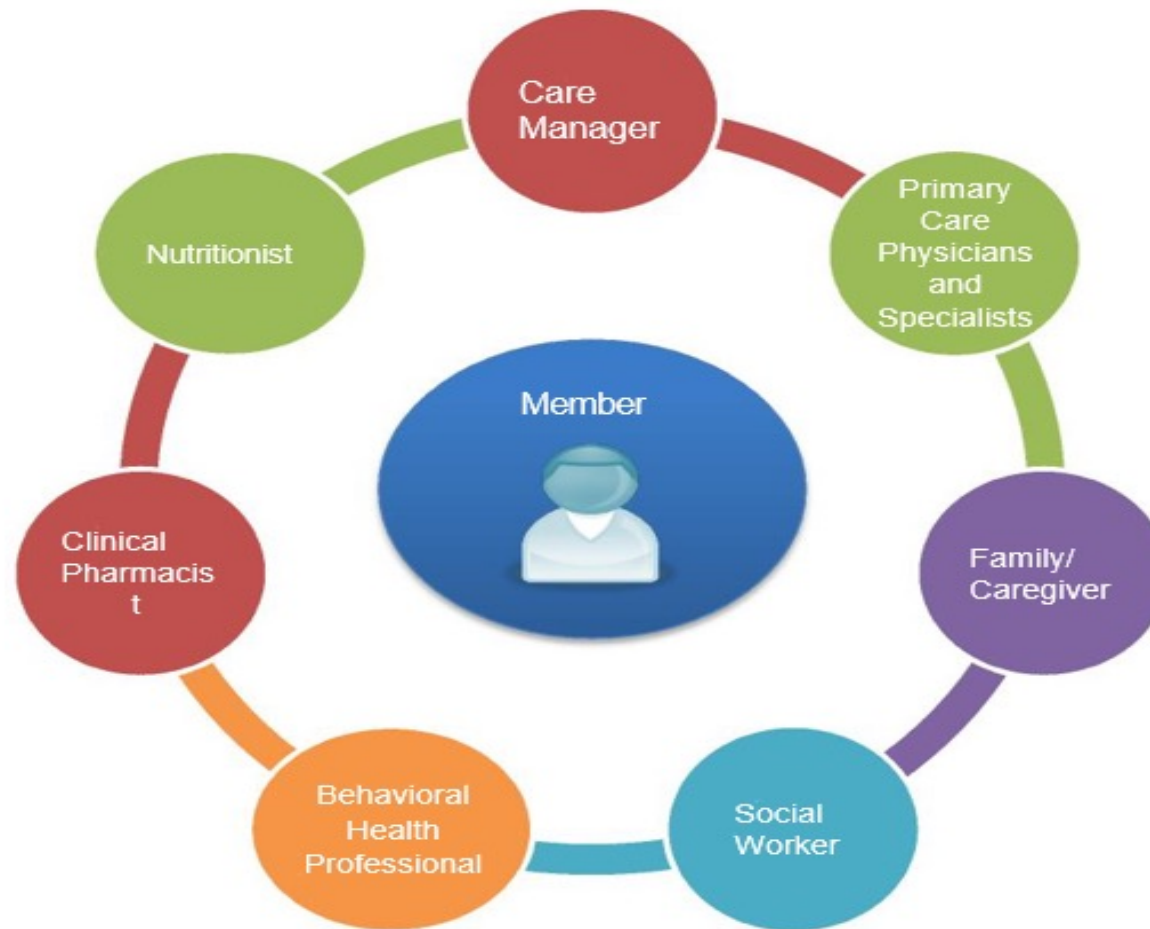 Care
Manager
Primary
Care
Physicians
and
Specialists
Nutritionist
Member
Clinical
Pharmacis
t
Family/
Caregiver
Behavioral
Health
Professional
Social
Worker